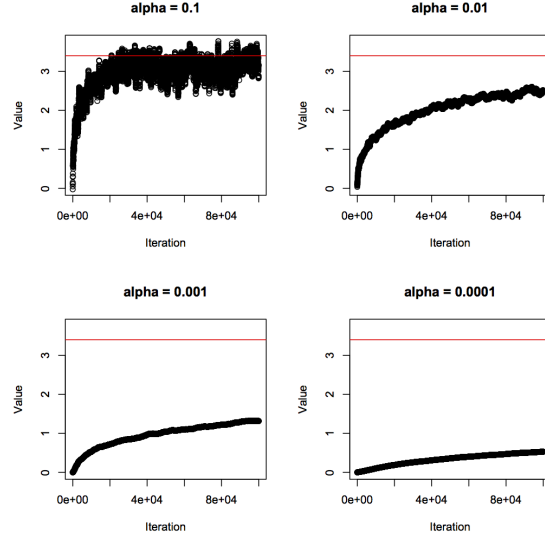 alpha = 0.1
alpha = 0.01
Value
3
2
1
0
0e+00 4e+04 8e+04
Iteration
Value
3
2
1
0
0e+00 4e+04 8e+04
Iteration
alpha = 0.001
alpha = 0.0001
Value
3
2
1
0
0e+00 4e+04 8e+04
Iteration
Value
3
2
1
0
0e+00 4e+04 8e+04
Iteration